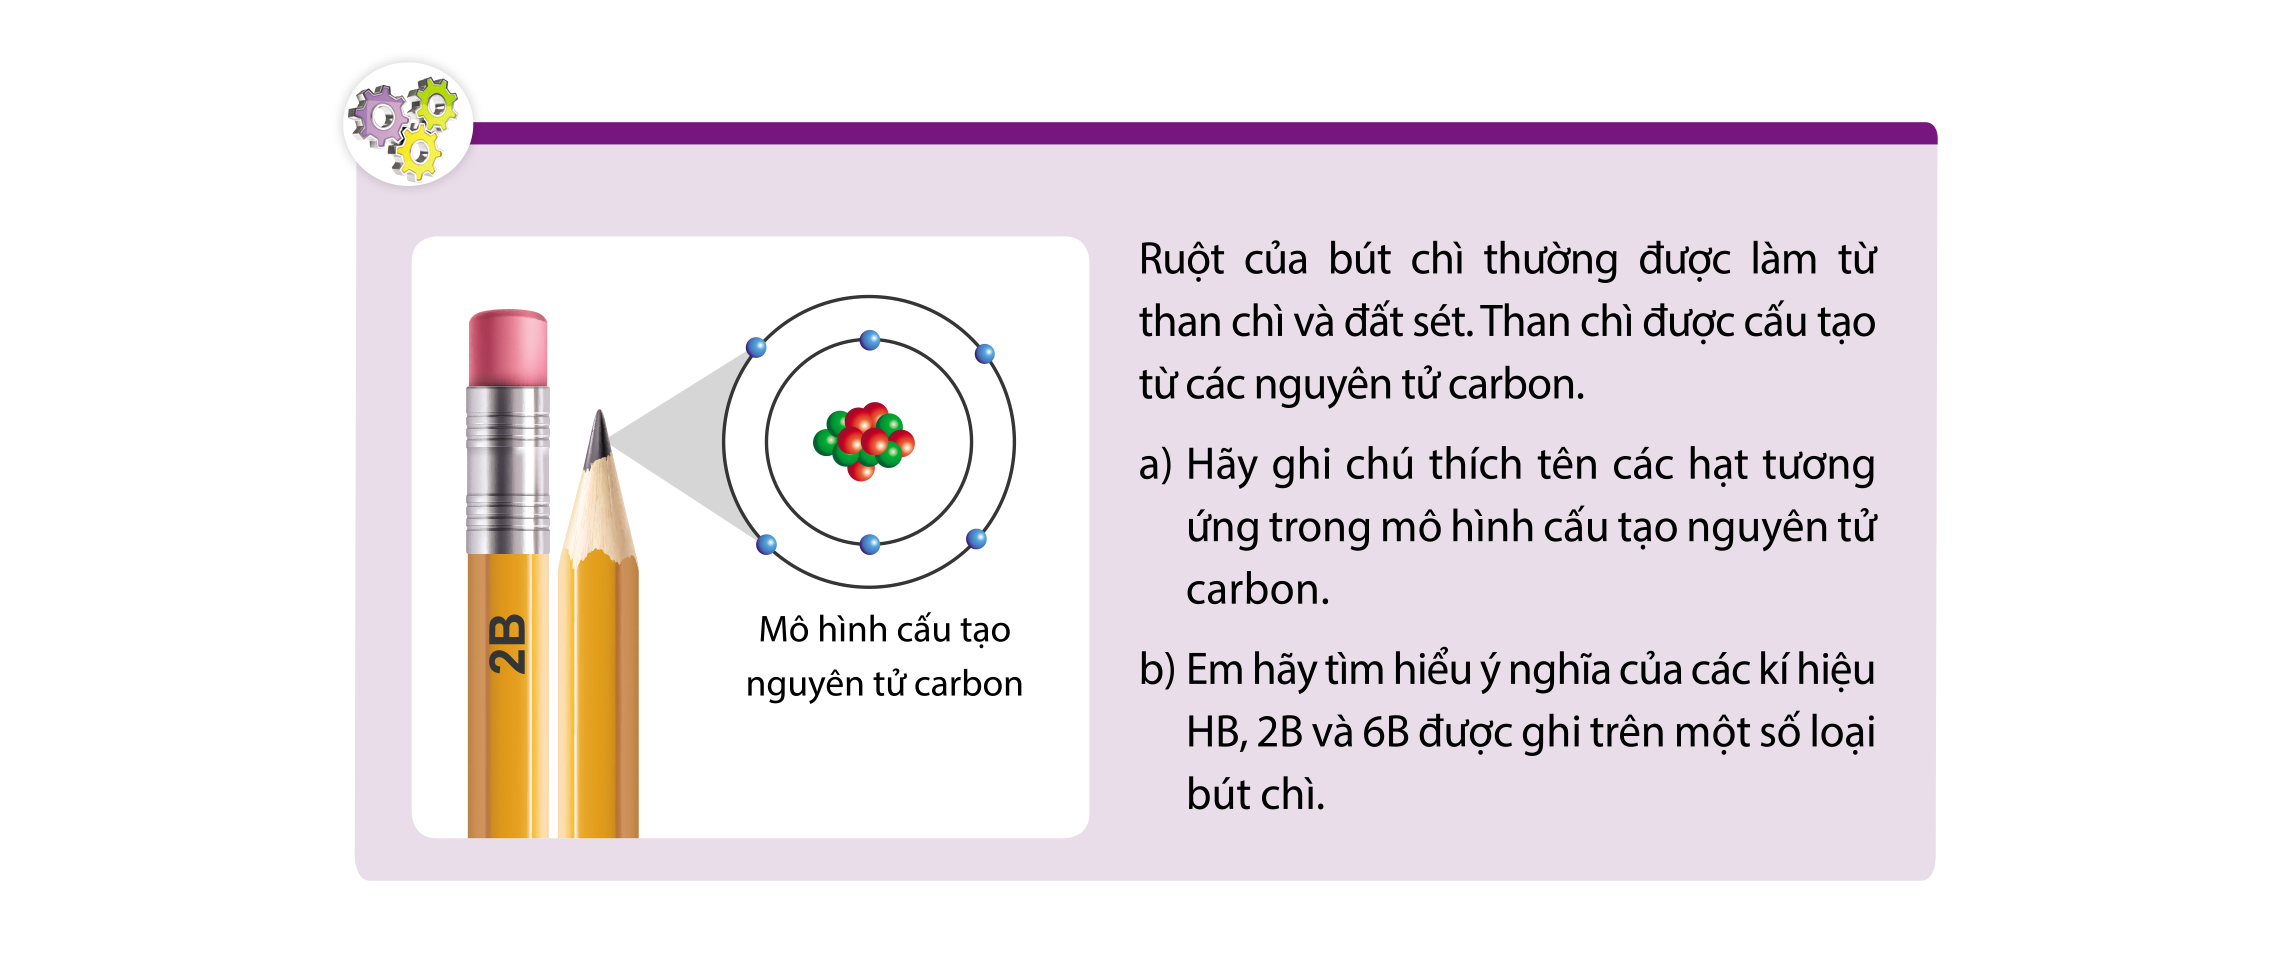 2B
Mô hình cấu tạo
nguyên tử carbon
Ruột của bút chì thường được làm từ
than chì và đất sét. Than chì được cấu tạo
từ các nguyên tử carbon.
a) Hãy ghi chú thích tên các hạt tương
ứng trong mô hình cấu tạo nguyên tử
carbon.
b) Em hãy tìm hiểu ý nghĩa của các kí hiệu
HB, 2B và 6B được ghi trên một số loại
bút chì.